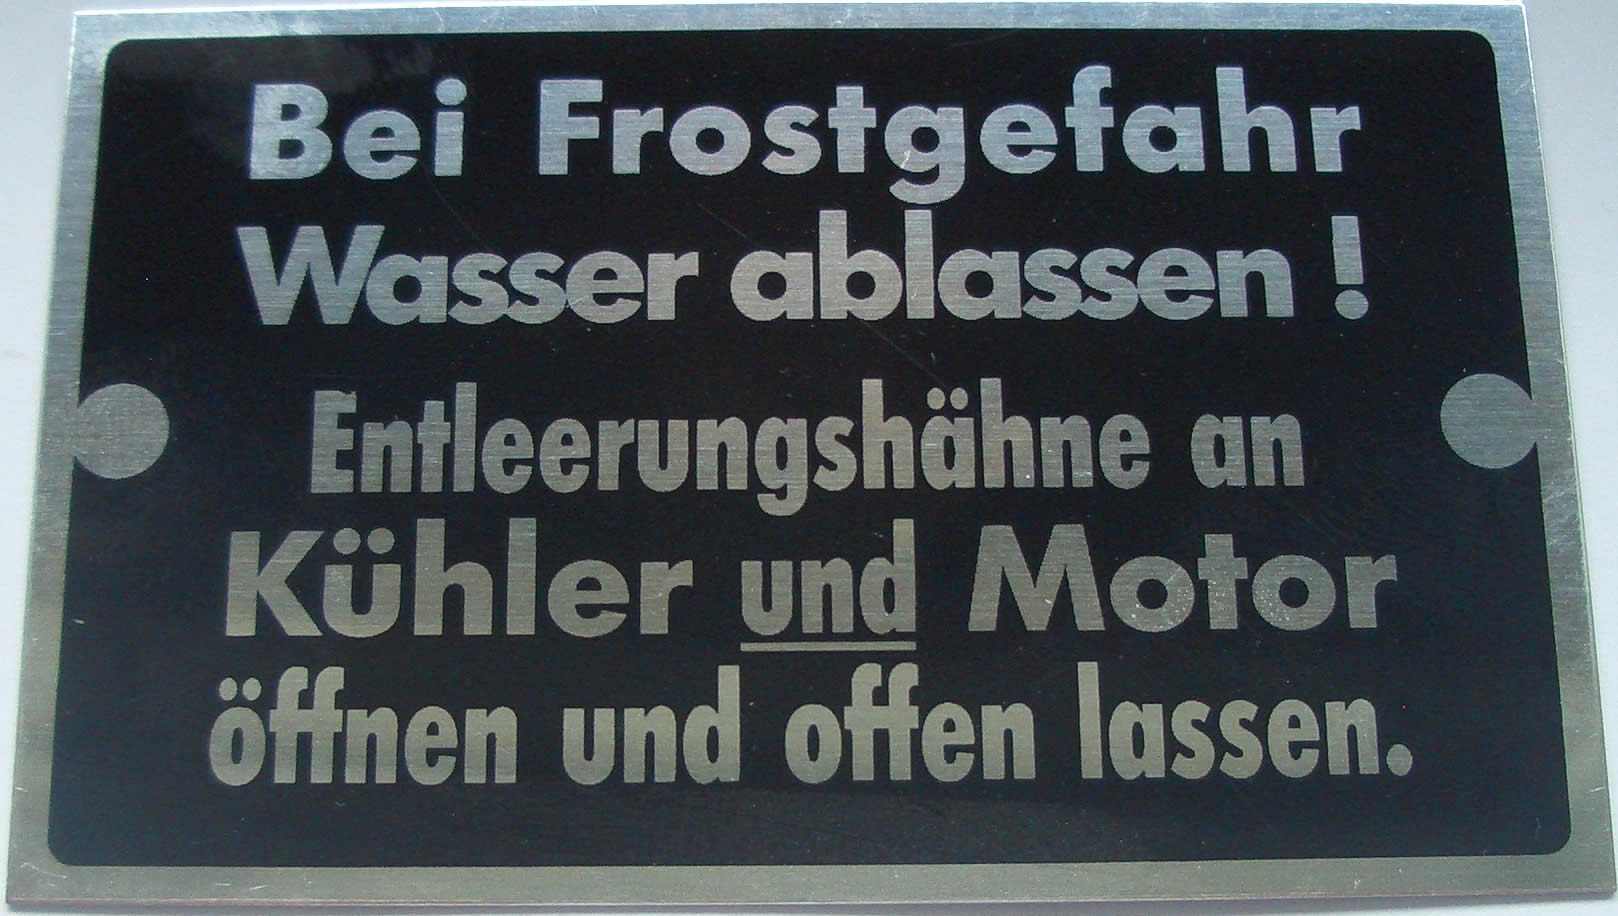 Bei Frostgefahr
Wasser ablassen !
Entleerungshähne an
Kühler und Motor
öffnen und offen lassen.